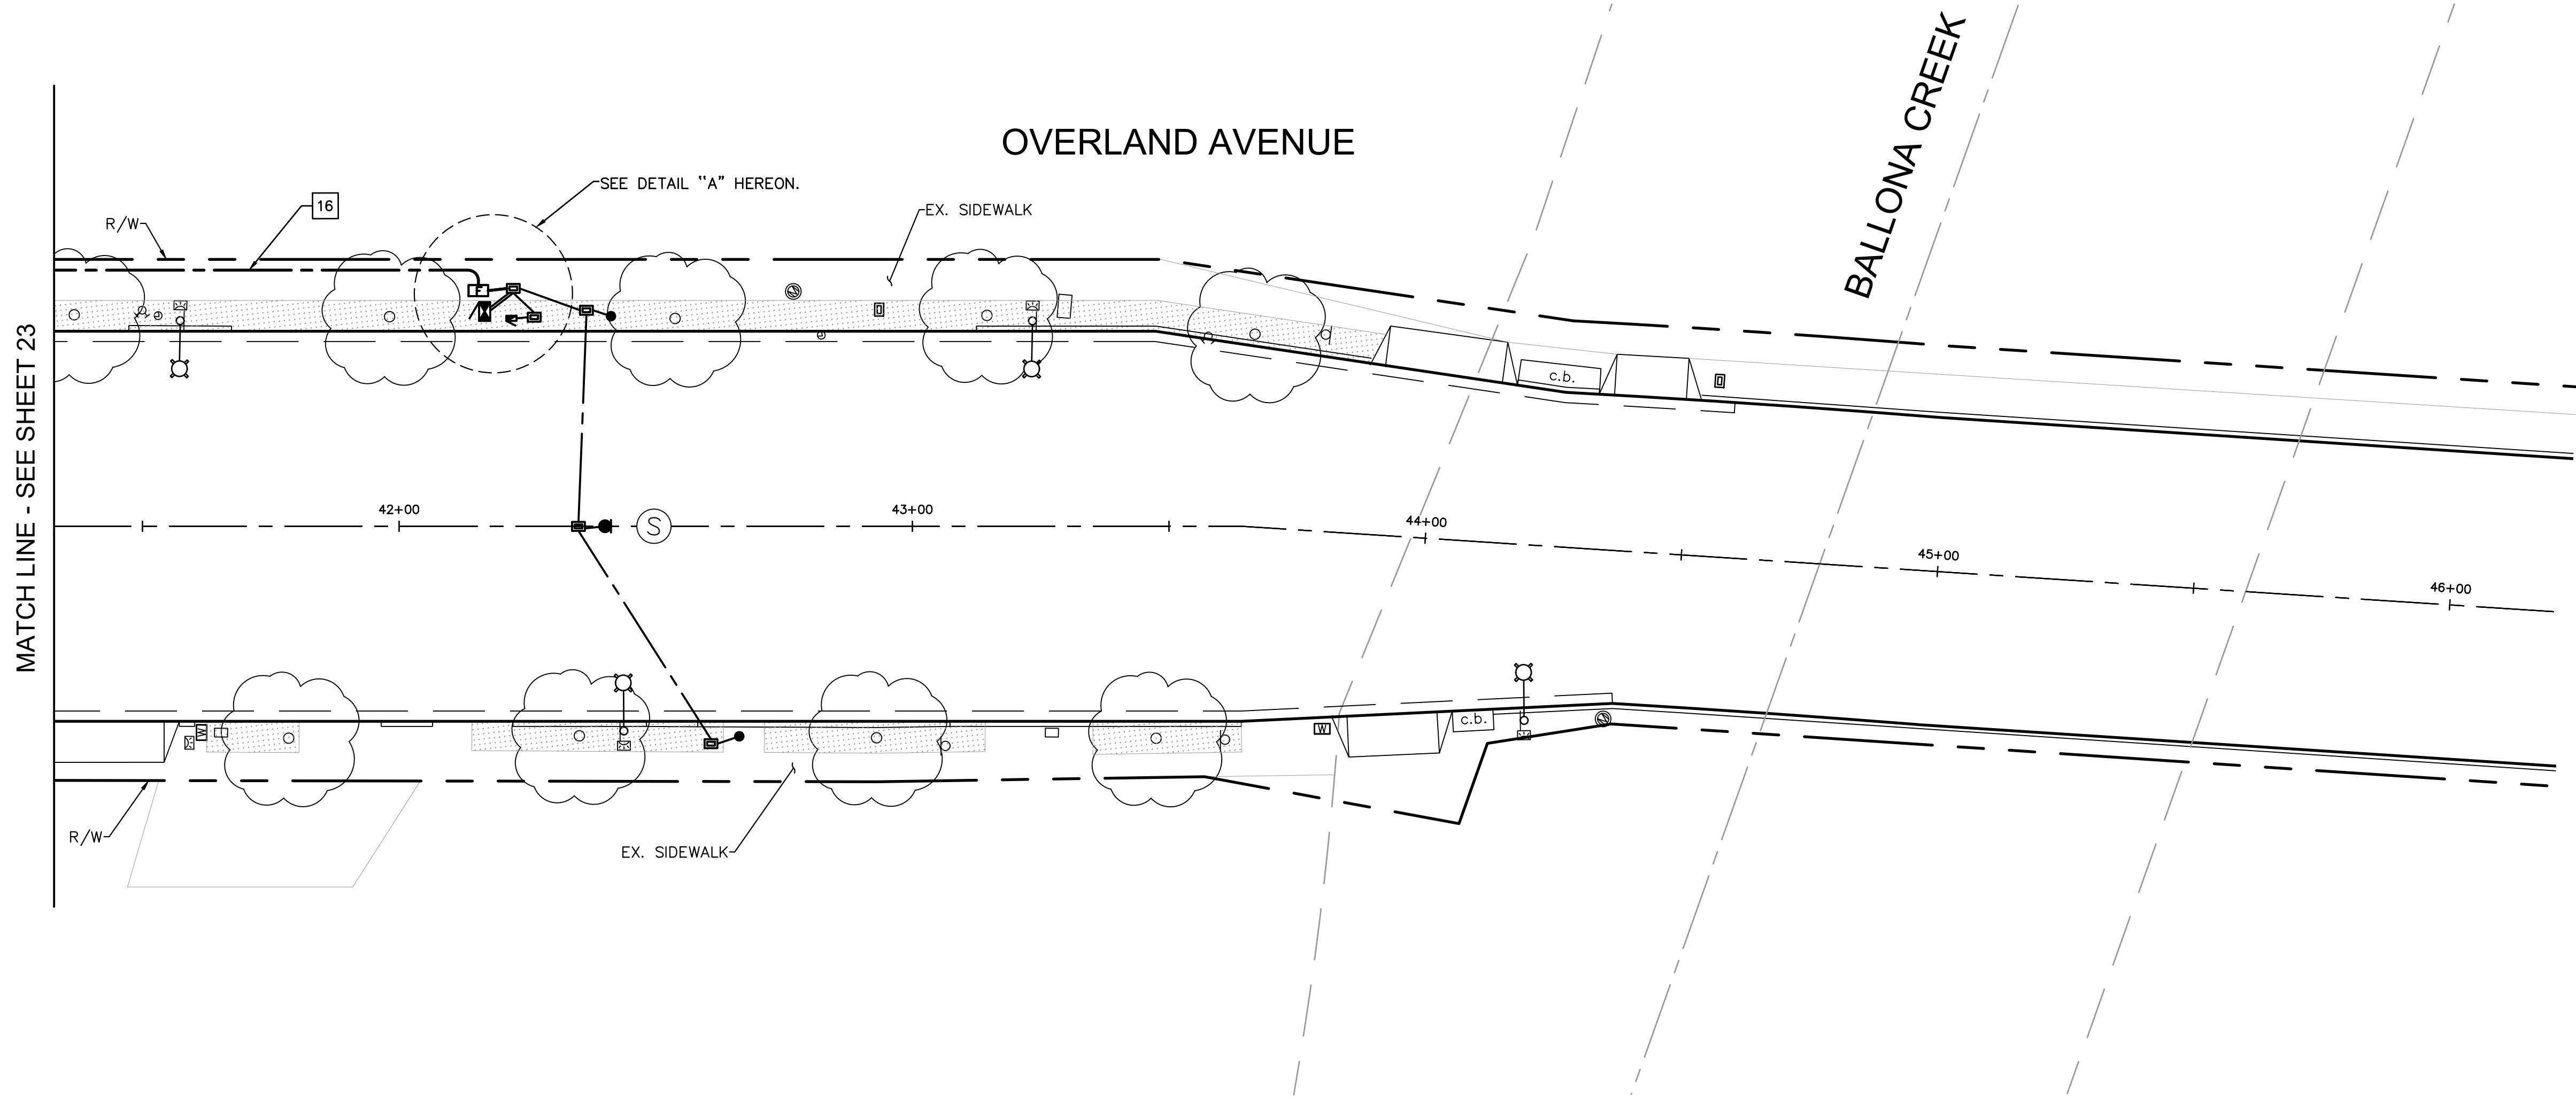 OVERLAND AVENUE
BALLONA CREEK
SEE DETAIL "A" HEREON.
16
EX. SIDEWALK
R/W
MATCH LINE - SEE SHEET 23
F
c.b.
42+00
43+00
44+00
45+00
46+00
S
W
W
c.b.
R/W
EX. SIDEWALK